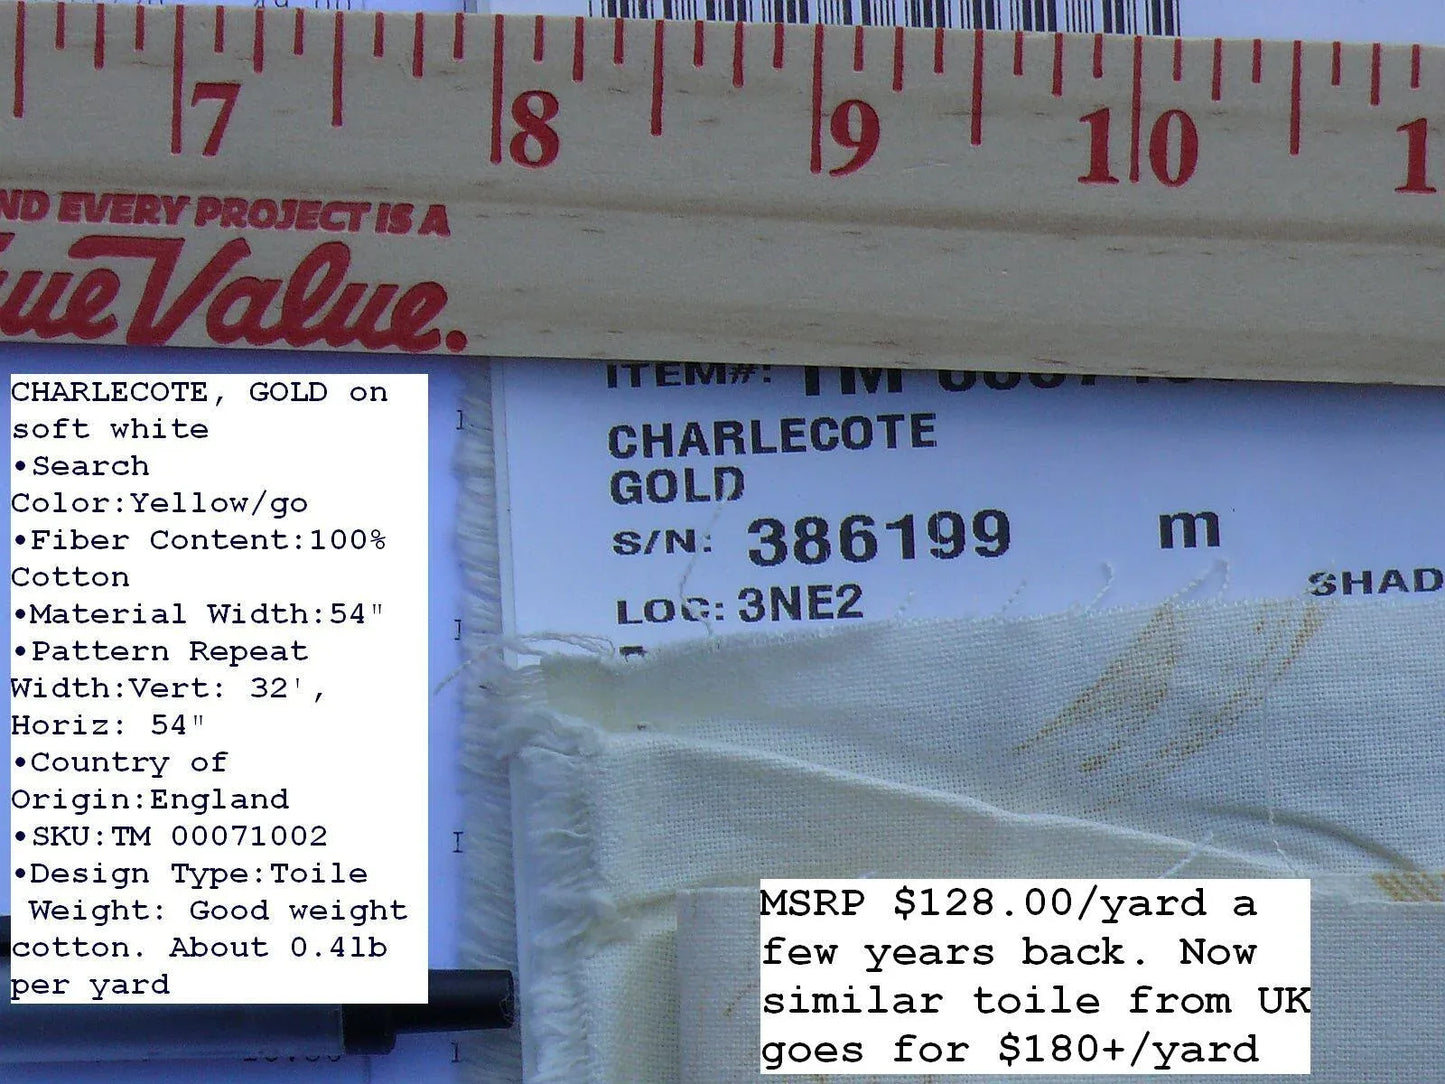 7 8 9 10 1
ND EVERY PROJECT IS A
ue Value.
ITEM#: TM
CHARLECOTE
GOLD
S/N: 386199 m
SHAD
LOC: 3NE2
CHARLECOTE, GOLD on
soft white
•Search
Color:Yellow/go
•Fiber Content:100%
Cotton
•Material Width:54"
•Pattern Repeat
Width:Vert: 32',
Horiz: 54"
•Country of
Origin:England
•SKU:TM 00071002
•Design Type:Toile
Weight: Good weight
cotton. About 0.4lb
per yard
MSRP $128.00/yard a
few years back. Now
similar toile from UK
goes for $180+/yard